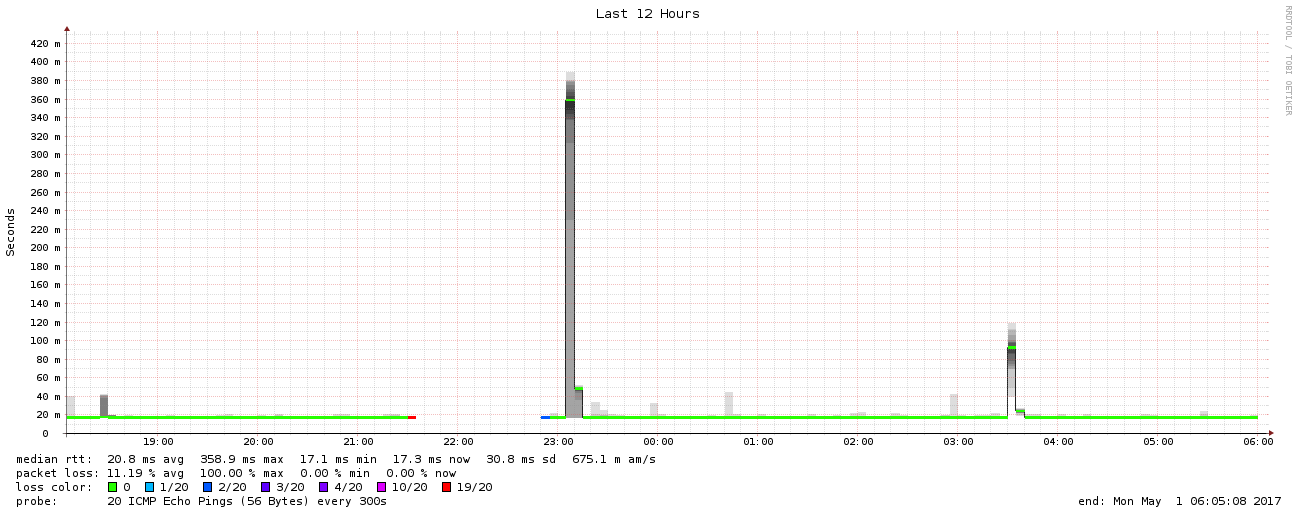 Last 12 Hours
RRDTOOL / TOBI OETIKER
Seconds
420 m
400 m
380 m
360 m
340 m
320 m
300 m
280 m
260 m
240 m
220 m
200 m
180 m
160 m
140 m
120 m
100 m
80 m
60 m
40 m
20 m
0
19:00 20:00 21:00 22:00 23:00 00:00 01:00 02:00 03:00 04:00 05:00 06:00
median rtt: 20.8 ms avg 358.9 ms max 17.1 ms min 17.3 ms now 30.8 ms sd 675.1 m am/s
packet loss: 11.19 % avg 100.00 % max 0.00 % min 0.00 % now
loss color: 0 1/20 2/20 3/20 4/20 10/20 19/20
probe: 20 ICMP Echo Pings (56 Bytes) every 300s end: Mon May 1 06:05:08 2017